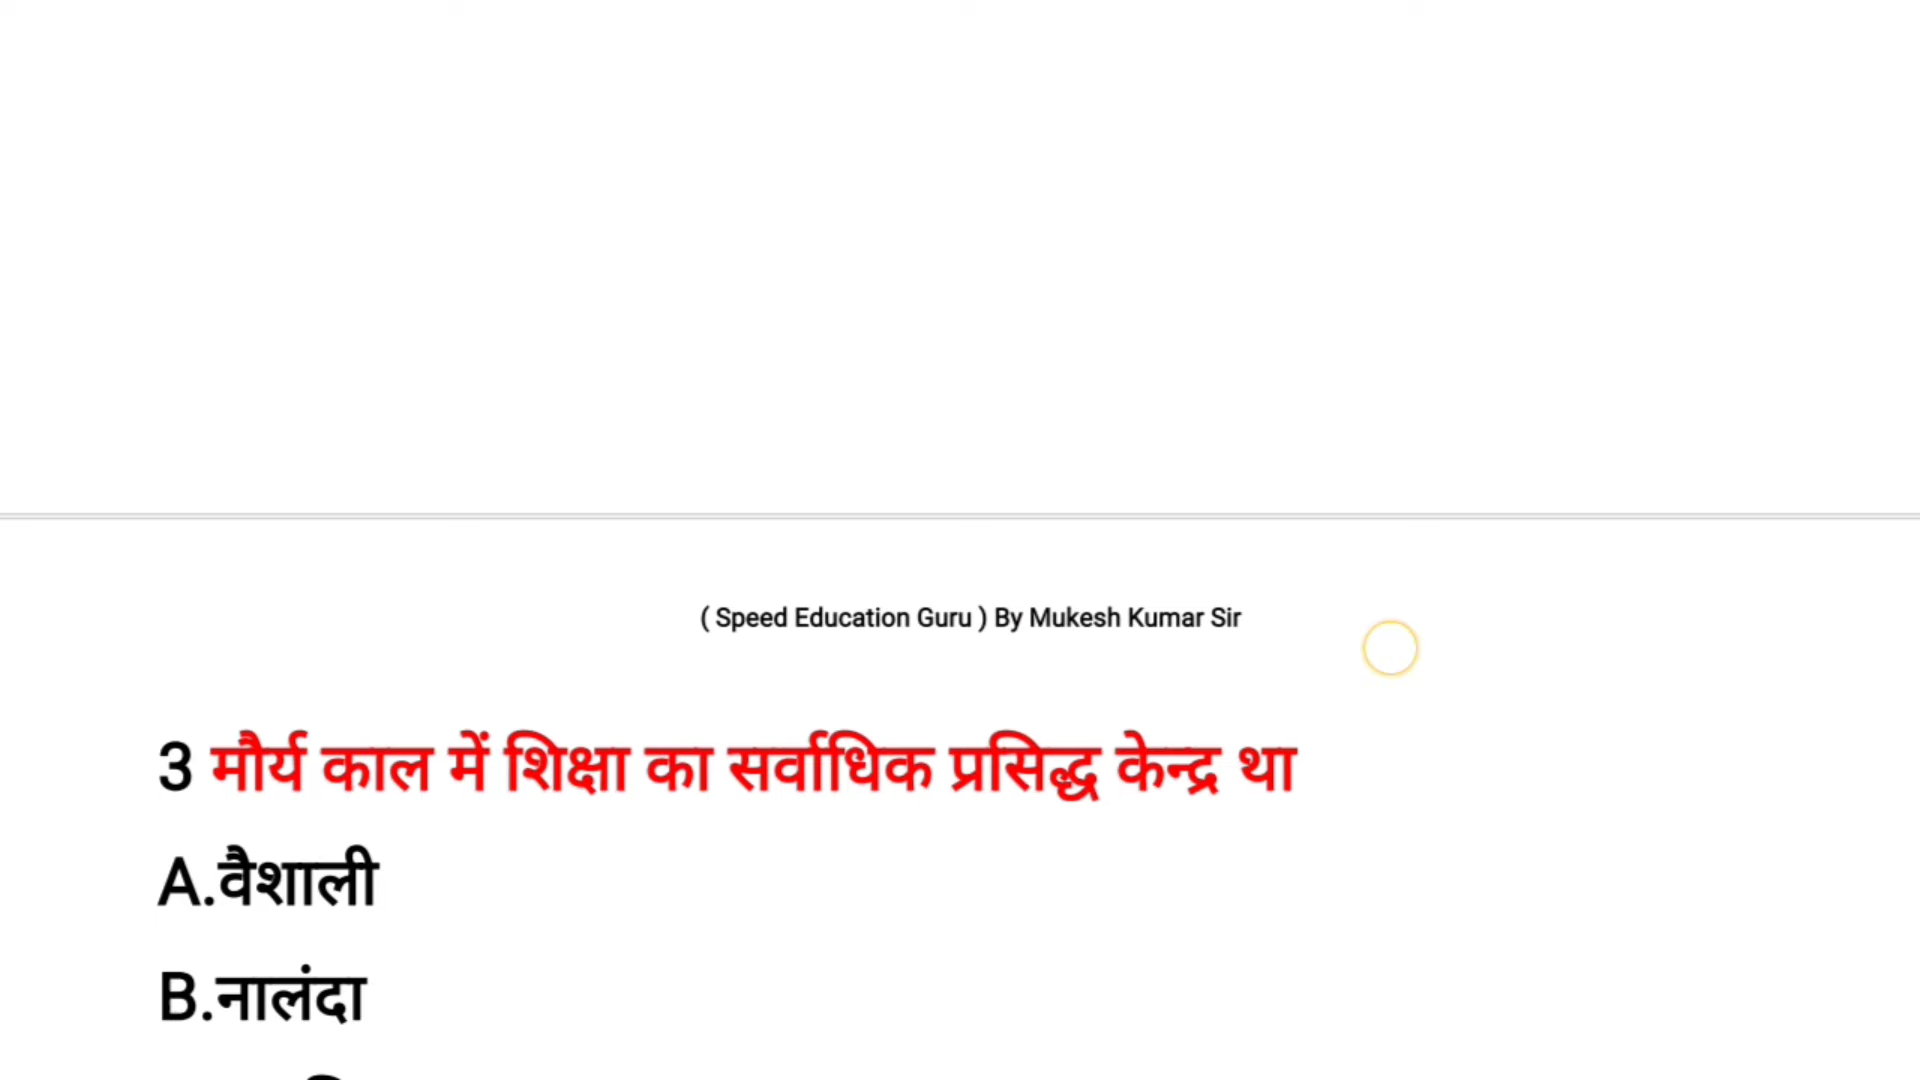 ( Speed Education Guru ) By Mukesh Kumar Sir
3 मौर्य काल में शिक्षा का सर्वाधिक प्रसिद्ध केन्द्र था
A.वैशाली
B.नालंदा